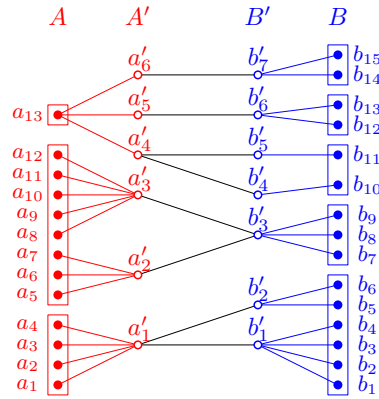 A A′ B′ B
a′₆ b′₇ b₁₅
b₁₄
a₁₃ a′₅ b′₆ b₁₃
b₁₂
a′₄ b′₅
a₁₂ b₁₁
a₁₁
a₁₀ a′₃ b′₄ b₁₀
a₉ b₉
a₈ b′₃ b₈
a₇ b₇
a₆ a′₂
a₅ b′₂ b₆
b₅
a₄ a′₁ b′₁ b₄
a₃ b₃
a₂ b₂
a₁ b₁